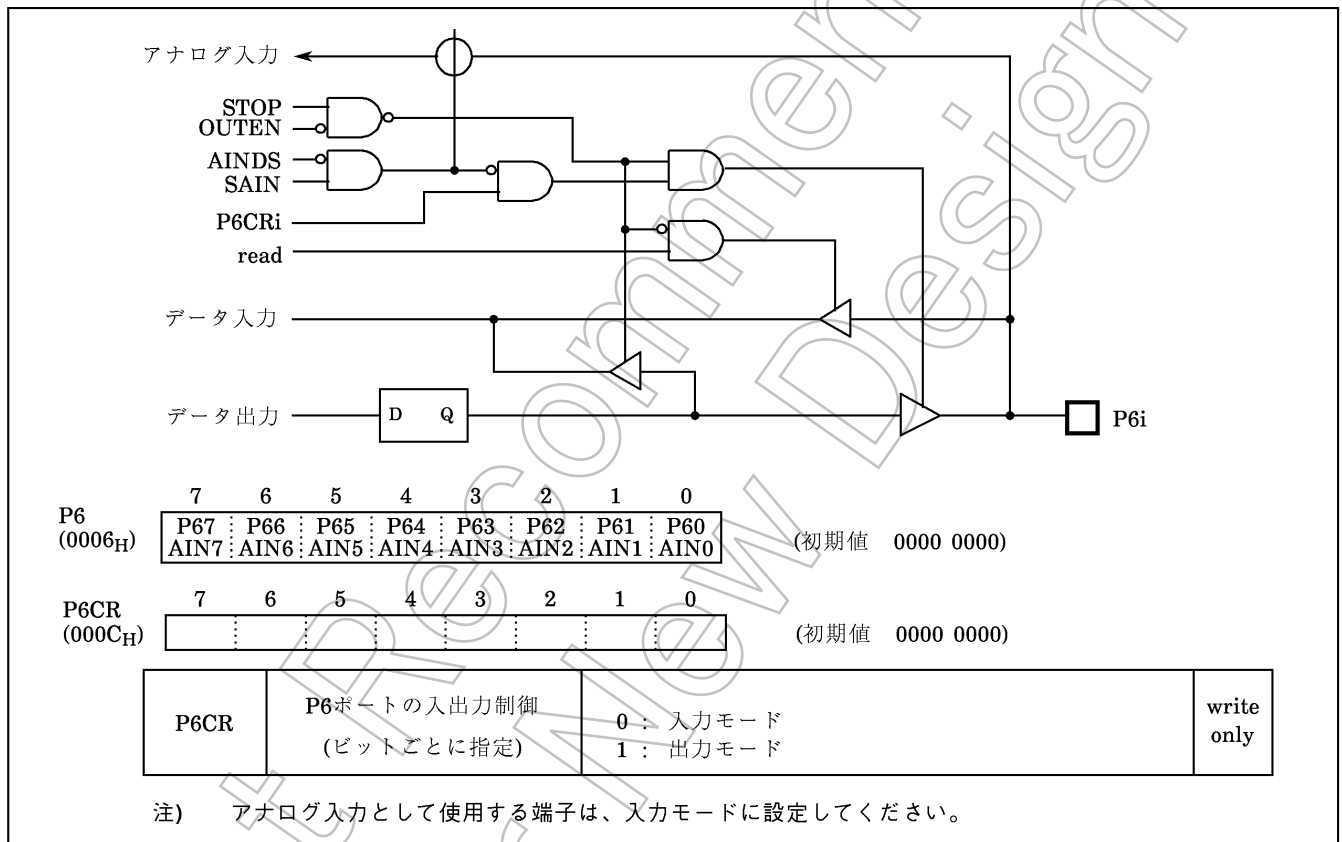 アナログ入力
STOP
OUTEN
AINDS
SAIN
P6CRi
read
データ入力
データ出力
D Q
P6i
7 6 5 4 3 2 1 0
P6
(0006H)
P67 P66 P65 P64 P63 P62 P61 P60
AIN7 AIN6 AIN5 AIN4 AIN3 AIN2 AIN1 AIN0
(初期値 0000 0000)
7 6 5 4 3 2 1 0
P6CR
(000CH)
(初期値 0000 0000)
P6CR
P6ポートの入出力制御
(ビットごとに指定)
0 : 入力モード
1 : 出力モード
write
only
注) アナログ入力として使用する端子は、入力モードに設定してください。
Recommen
New Design